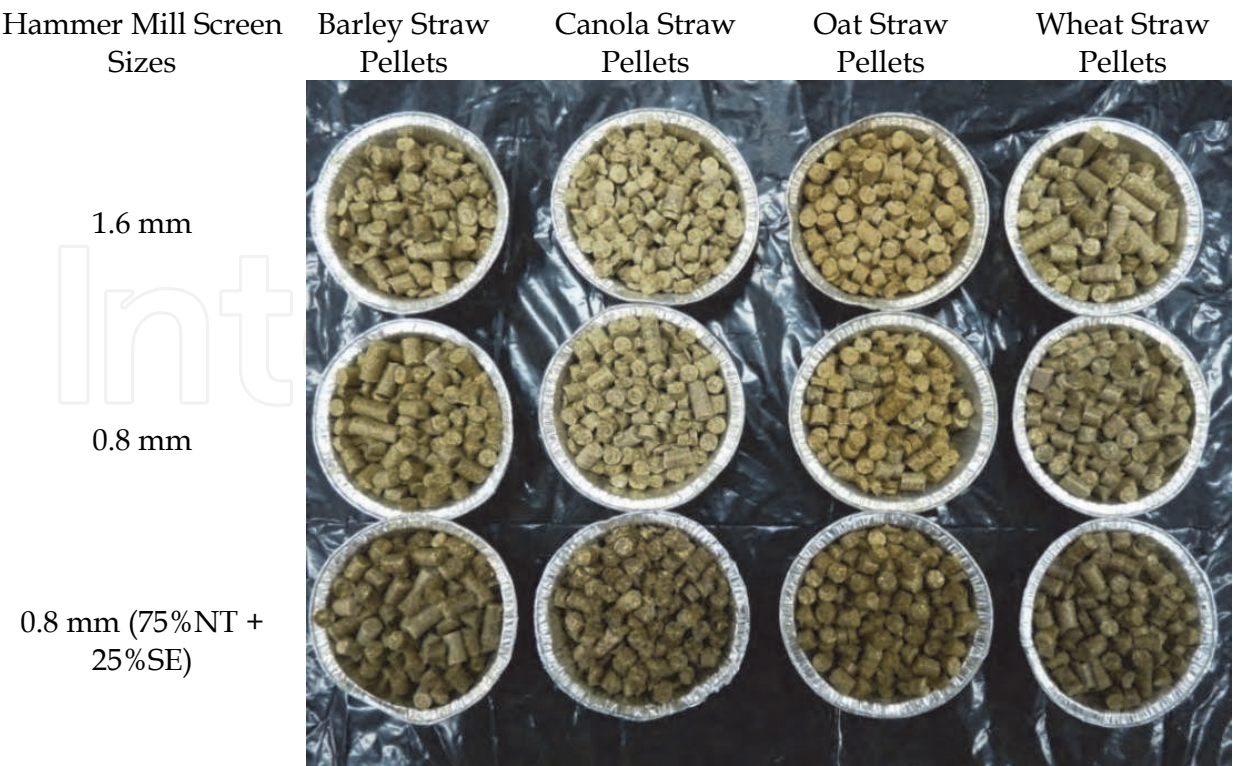 Hammer Mill Screen Sizes
Barley Straw Pellets
Canola Straw Pellets
Oat Straw Pellets
Wheat Straw Pellets
1.6 mm
Int
0.8 mm
0.8 mm (75%NT +
25%SE)